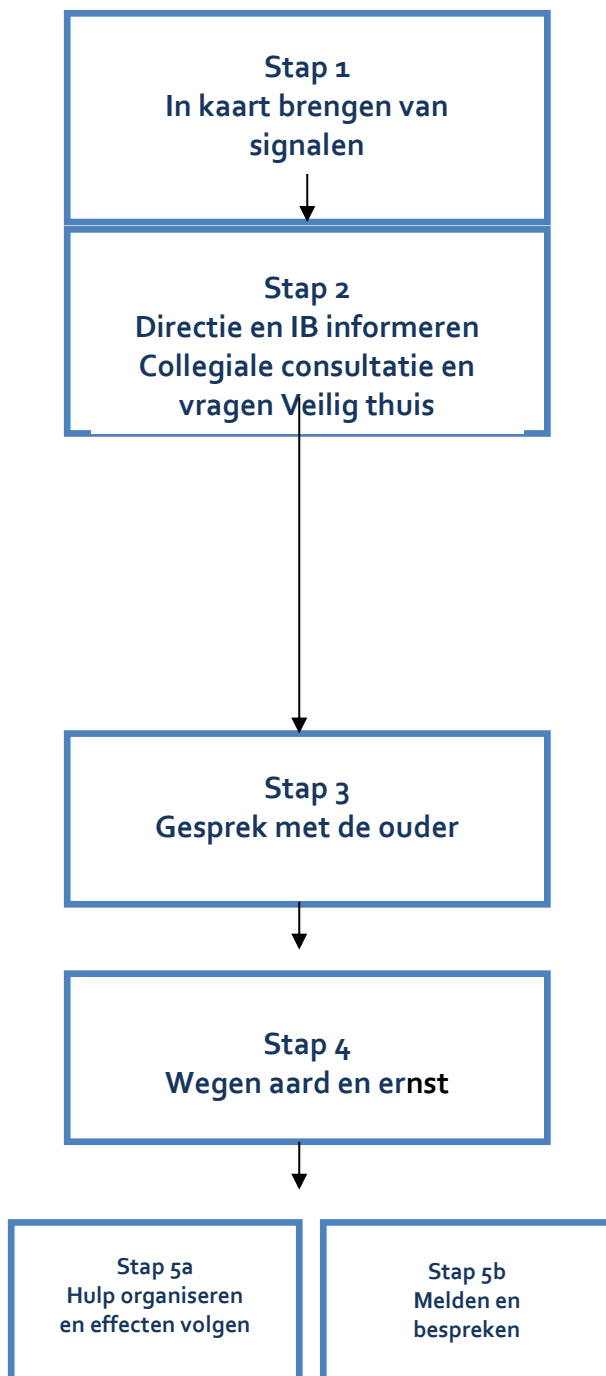 Stap 1
In kaart brengen van
signalen
Stap 2
Directie en IB informeren
Collegiale consultatie en
vragen Veilig thuis
Stap 3
Gesprek met de ouder
Stap 4
Wegen aard en ernst
Stap 5a
Hulp organiseren
en effecten volgen
Stap 5b
Melden en
bespreken